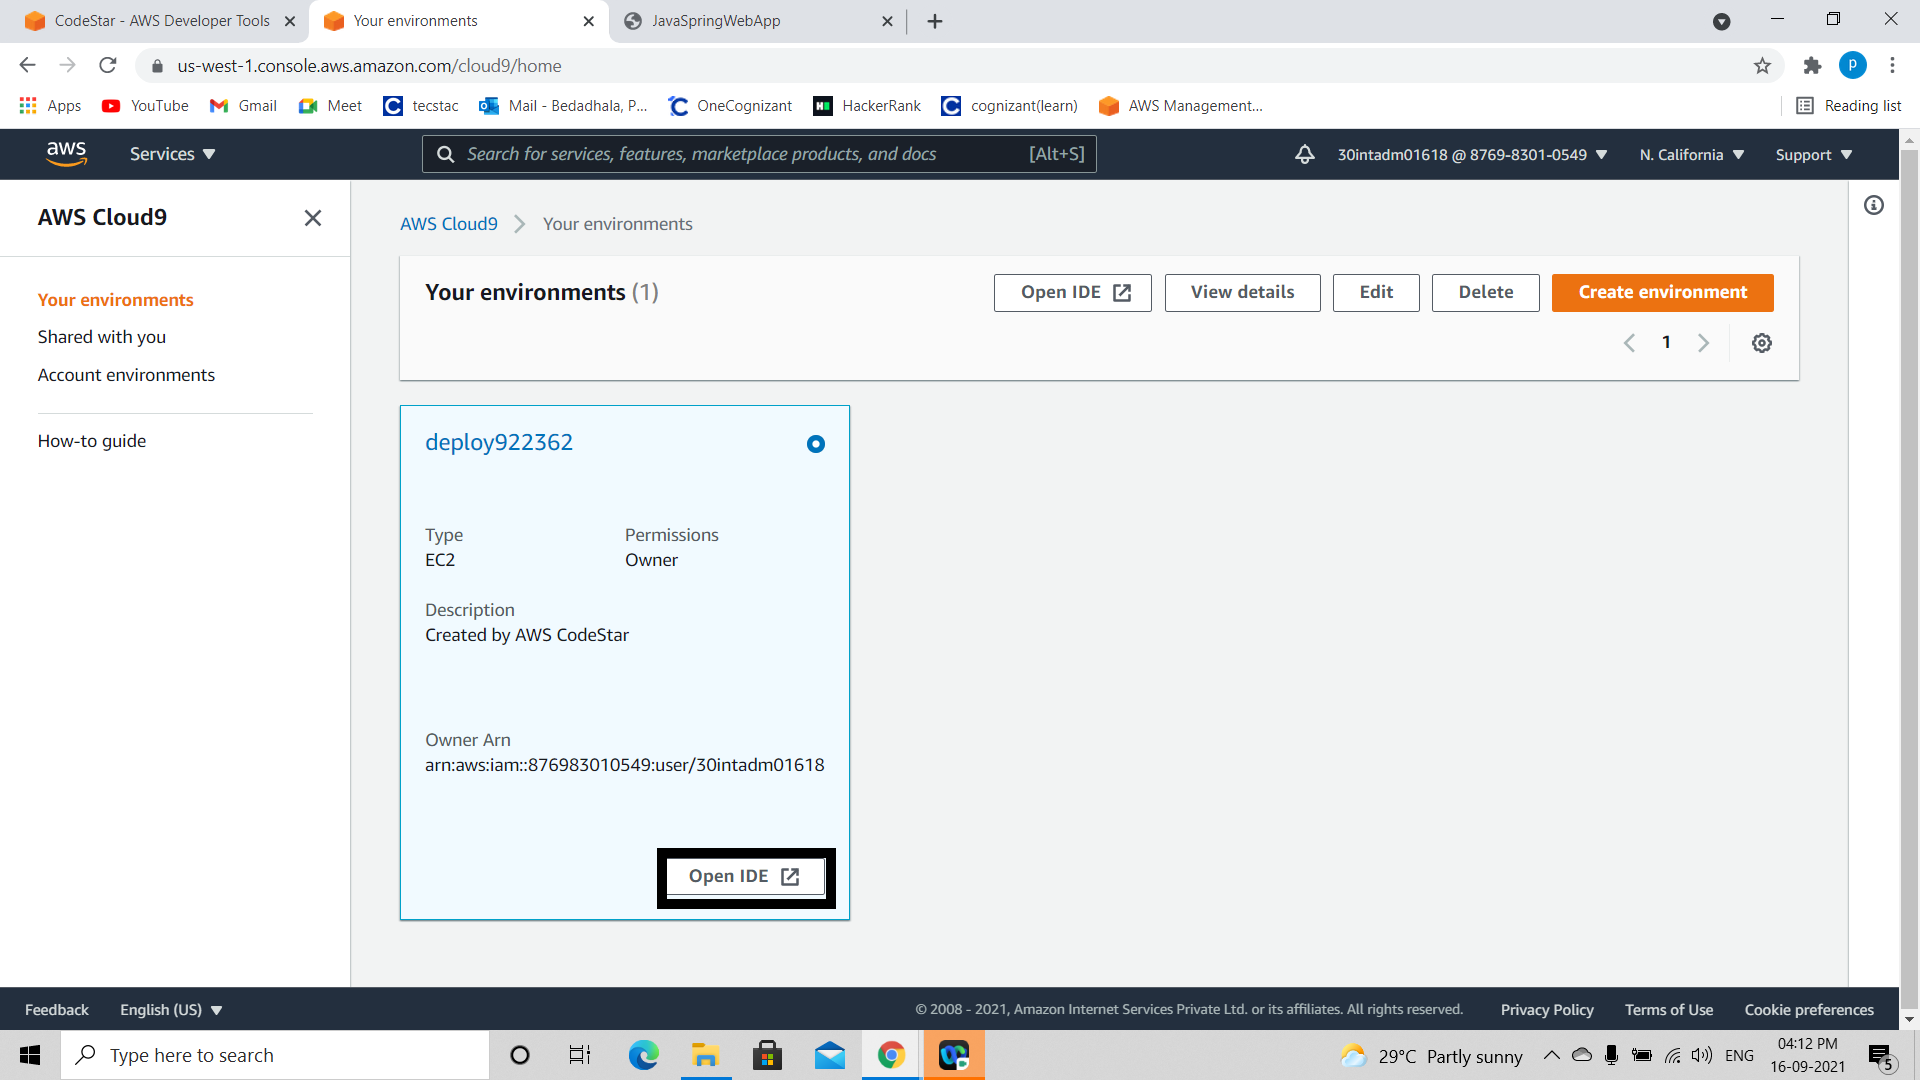 CodeStar - AWS Developer Tools
Your environments
JavaSpringWebApp
us-west-1.console.aws.amazon.com/cloud9/home
P
Apps
YouTube
Gmail
Meet
tecstac
Mail - Bedadhala, P...
OneCognizant
HackerRank
cognizant(learn)
AWS Management...
Reading list
aws
Services
Search for services, features, marketplace products, and docs
[Alt+S]
30intadm01618 @ 8769-8301-0549
N. California
Support
AWS Cloud9
Your environments
Shared with you
Account environments
How-to guide
AWS Cloud9
Your environments
Your environments (1)
Open IDE
View details
Edit
Delete
Create environment
1
deploy922362
Type
EC2
Permissions
Owner
Description
Created by AWS CodeStar
Owner Arn
arn:aws:iam::876983010549:user/30intadm01618
Open IDE
Feedback
English (US)
© 2008 - 2021, Amazon Internet Services Private Ltd. or its affiliates. All rights reserved.
Privacy Policy
Terms of Use
Cookie preferences
Type here to search
29°C Partly sunny
ENG
04:12 PM
16-09-2021
5